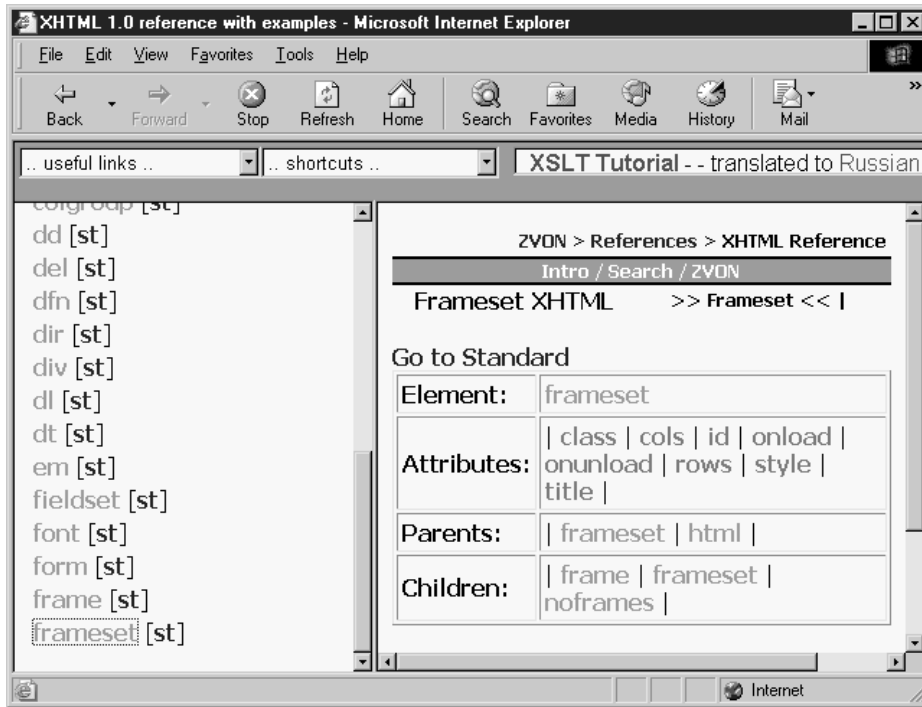 XHTML 1.0 reference with examples - Microsoft Internet Explorer
File Edit View Favorites Tools Help
Back Forward Stop Refresh Home Search Favorites Media History Mail »
.. useful links .. .. shortcuts .. XSLT Tutorial - - translated to Russian
colgroup [st]
dd [st]
del [st]
dfn [st]
dir [st]
div [st]
dl [st]
dt [st]
em [st]
fieldset [st]
font [st]
form [st]
frame [st]
frameset [st]
ZVON > References > XHTML Reference
Intro / Search / ZVON
Frameset XHTML >> Frameset << |
Go to Standard
Element: frameset
Attributes: | class | cols | id | onload |
onunload | rows | style |
title |
Parents: | frameset | html |
Children: | frame | frameset |
noframes |
Internet